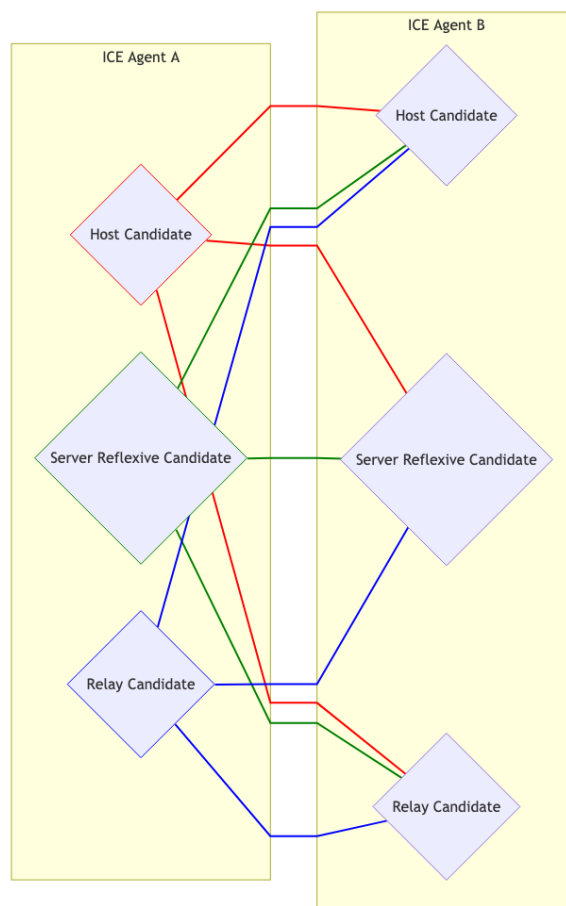 ICE Agent A
Host Candidate
Server Reflexive Candidate
Relay Candidate
ICE Agent B
Host Candidate
Server Reflexive Candidate
Relay Candidate